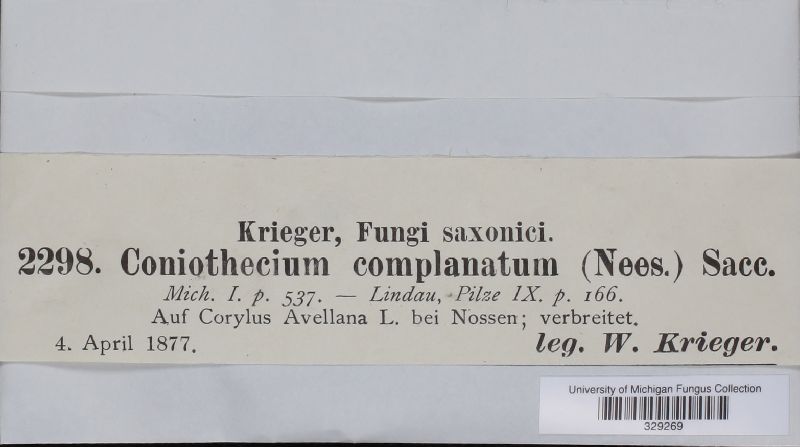 Krieger, Fungi saxonici.
2298. Coniothecium complanatum (Nees.) Sacc.
Mich. I. p. 537. — Lindau, Pilze IX. p. 166.
Auf Corylus Avellana L. bei Nossen; verbreitet.
4. April 1877. leg. W. Krieger.
University of Michigan Fungus Collection
329269